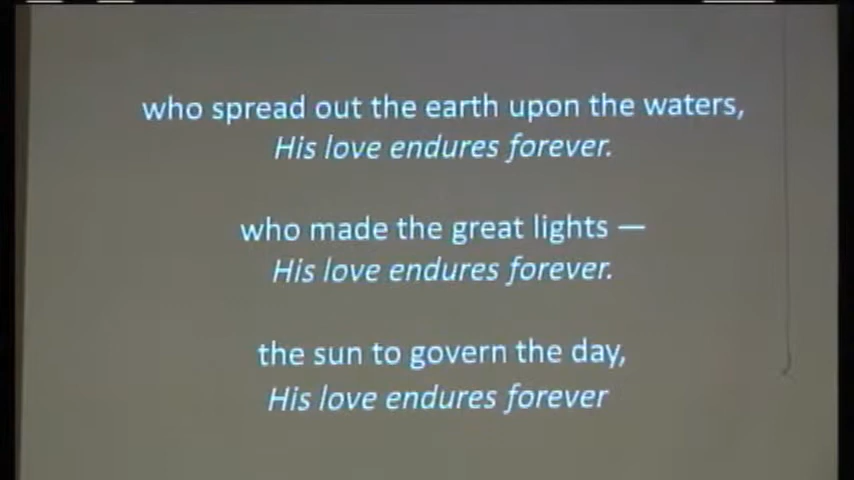 who spread out the earth upon the waters,
His love endures forever.
who made the great lights —
His love endures forever.
the sun to govern the day,
His love endures forever